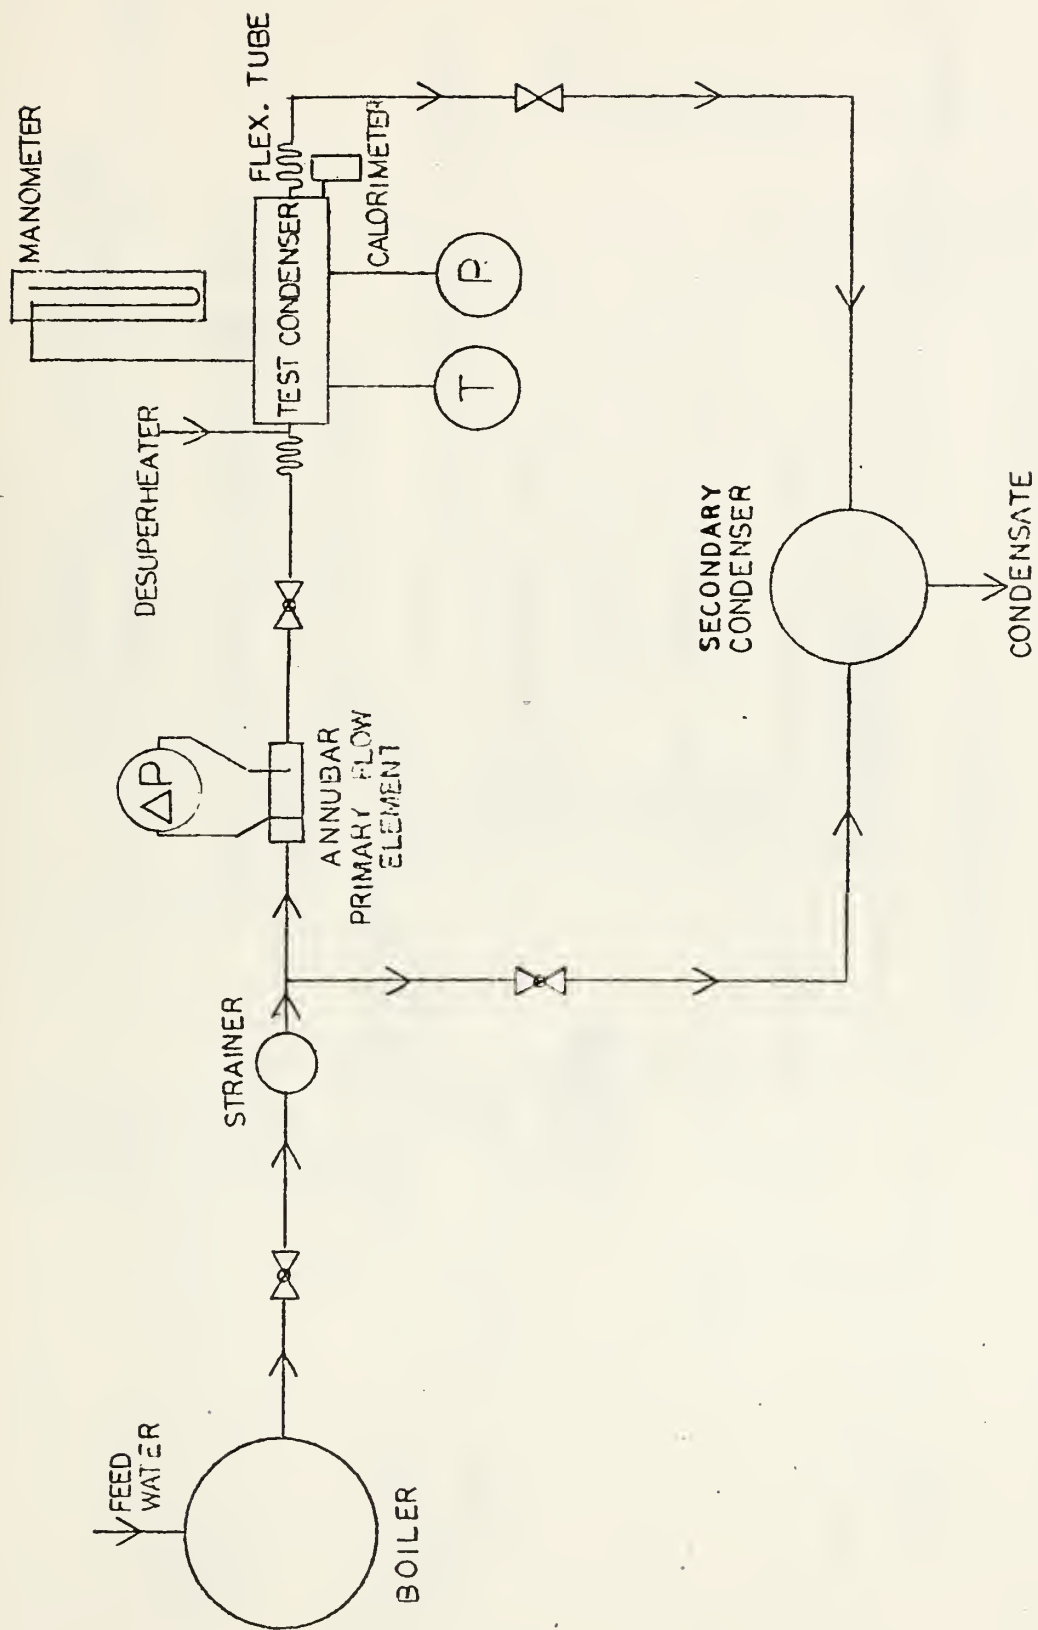 MANOMETER
FLEX. TUBE
TEST CONDENSER
CALORIMETER
P
T
DESUPERHEATER
ΔP
ANNUBAR
PRIMARY FLOW
ELEMENT
STRAINER
FEED
WATER
BOILER
SECONDARY
CONDENSER
CONDENSATE